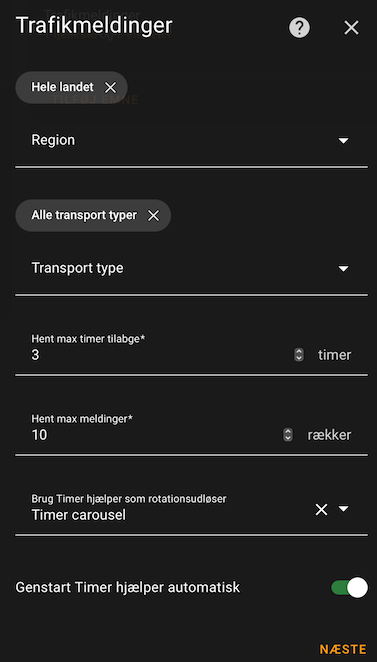 Trafikmeldinger
Hele landet
Region
Alle transport typer
Transport type
Hent max timer tilabge*
3 timer
Hent max meldinger*
10 rækker
Brug Timer hjælper som rotationsudløser
Timer carousel
Genstart Timer hjælper automatisk
NÆSTE